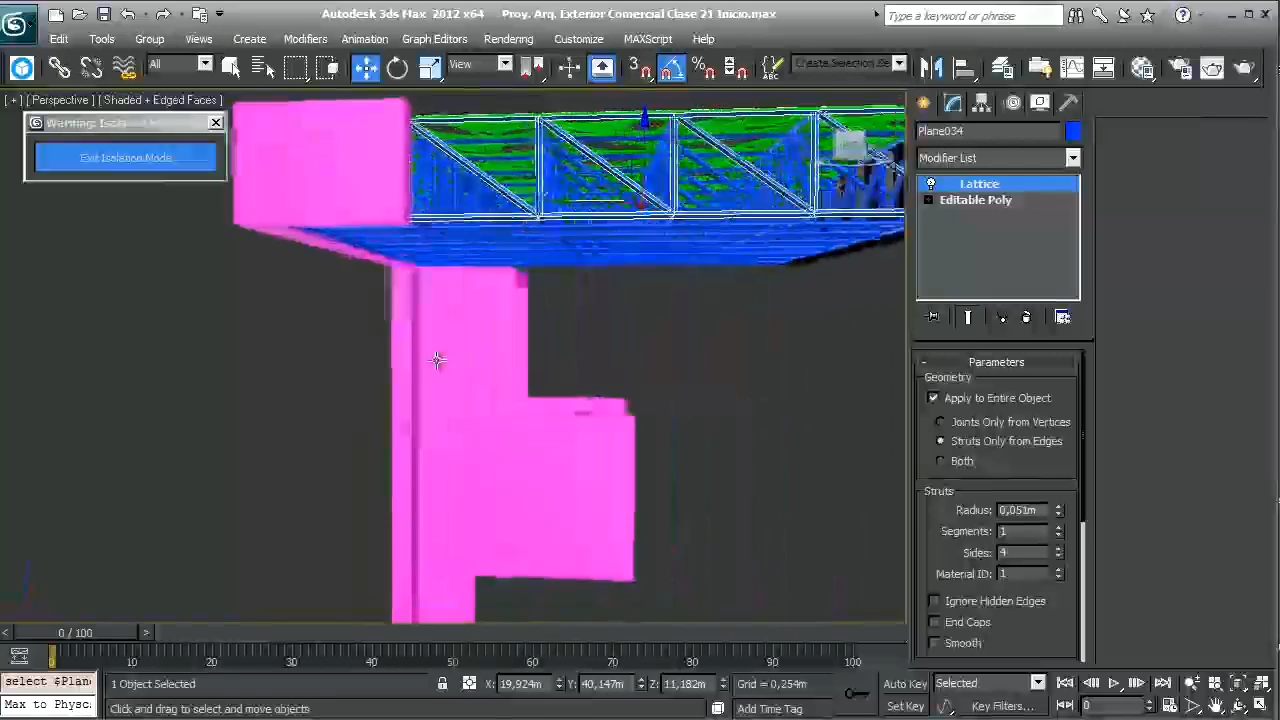 Autodesk 3ds Max 2012 x64 Proy. Arq. Exterior Comercial Clase 21 Inicio.max
Type a keyword or phrase
Edit Tools Group Views Create Modifiers Animation Graph Editors Rendering Customize MAXScript Help
All View
[ + ] [ Perspective ] [ Shaded + Edged Faces ]
Exit Isolation Mode
Plane034
Modifier List
Lattice
Editable Poly
Parameters
Geometry
Apply to Entire Object
Joints Only from Vertices
Struts Only from Edges
Both
Struts
Radius: 0,051m
Segments: 1
Sides: 4
Material ID: 1
Ignore Hidden Edges
End Caps
Smooth
0 / 100
0 10 20 30 40 50 60 70 80 90 100
select $Plan
1 Object Selected
X: 19,924m Y: 40,147m Z: 11,182m
Grid = 0,254m
Auto Key Selected
Max to Physc
Click and drag to select and move objects
Add Time Tag
Set Key Key Filters...
0